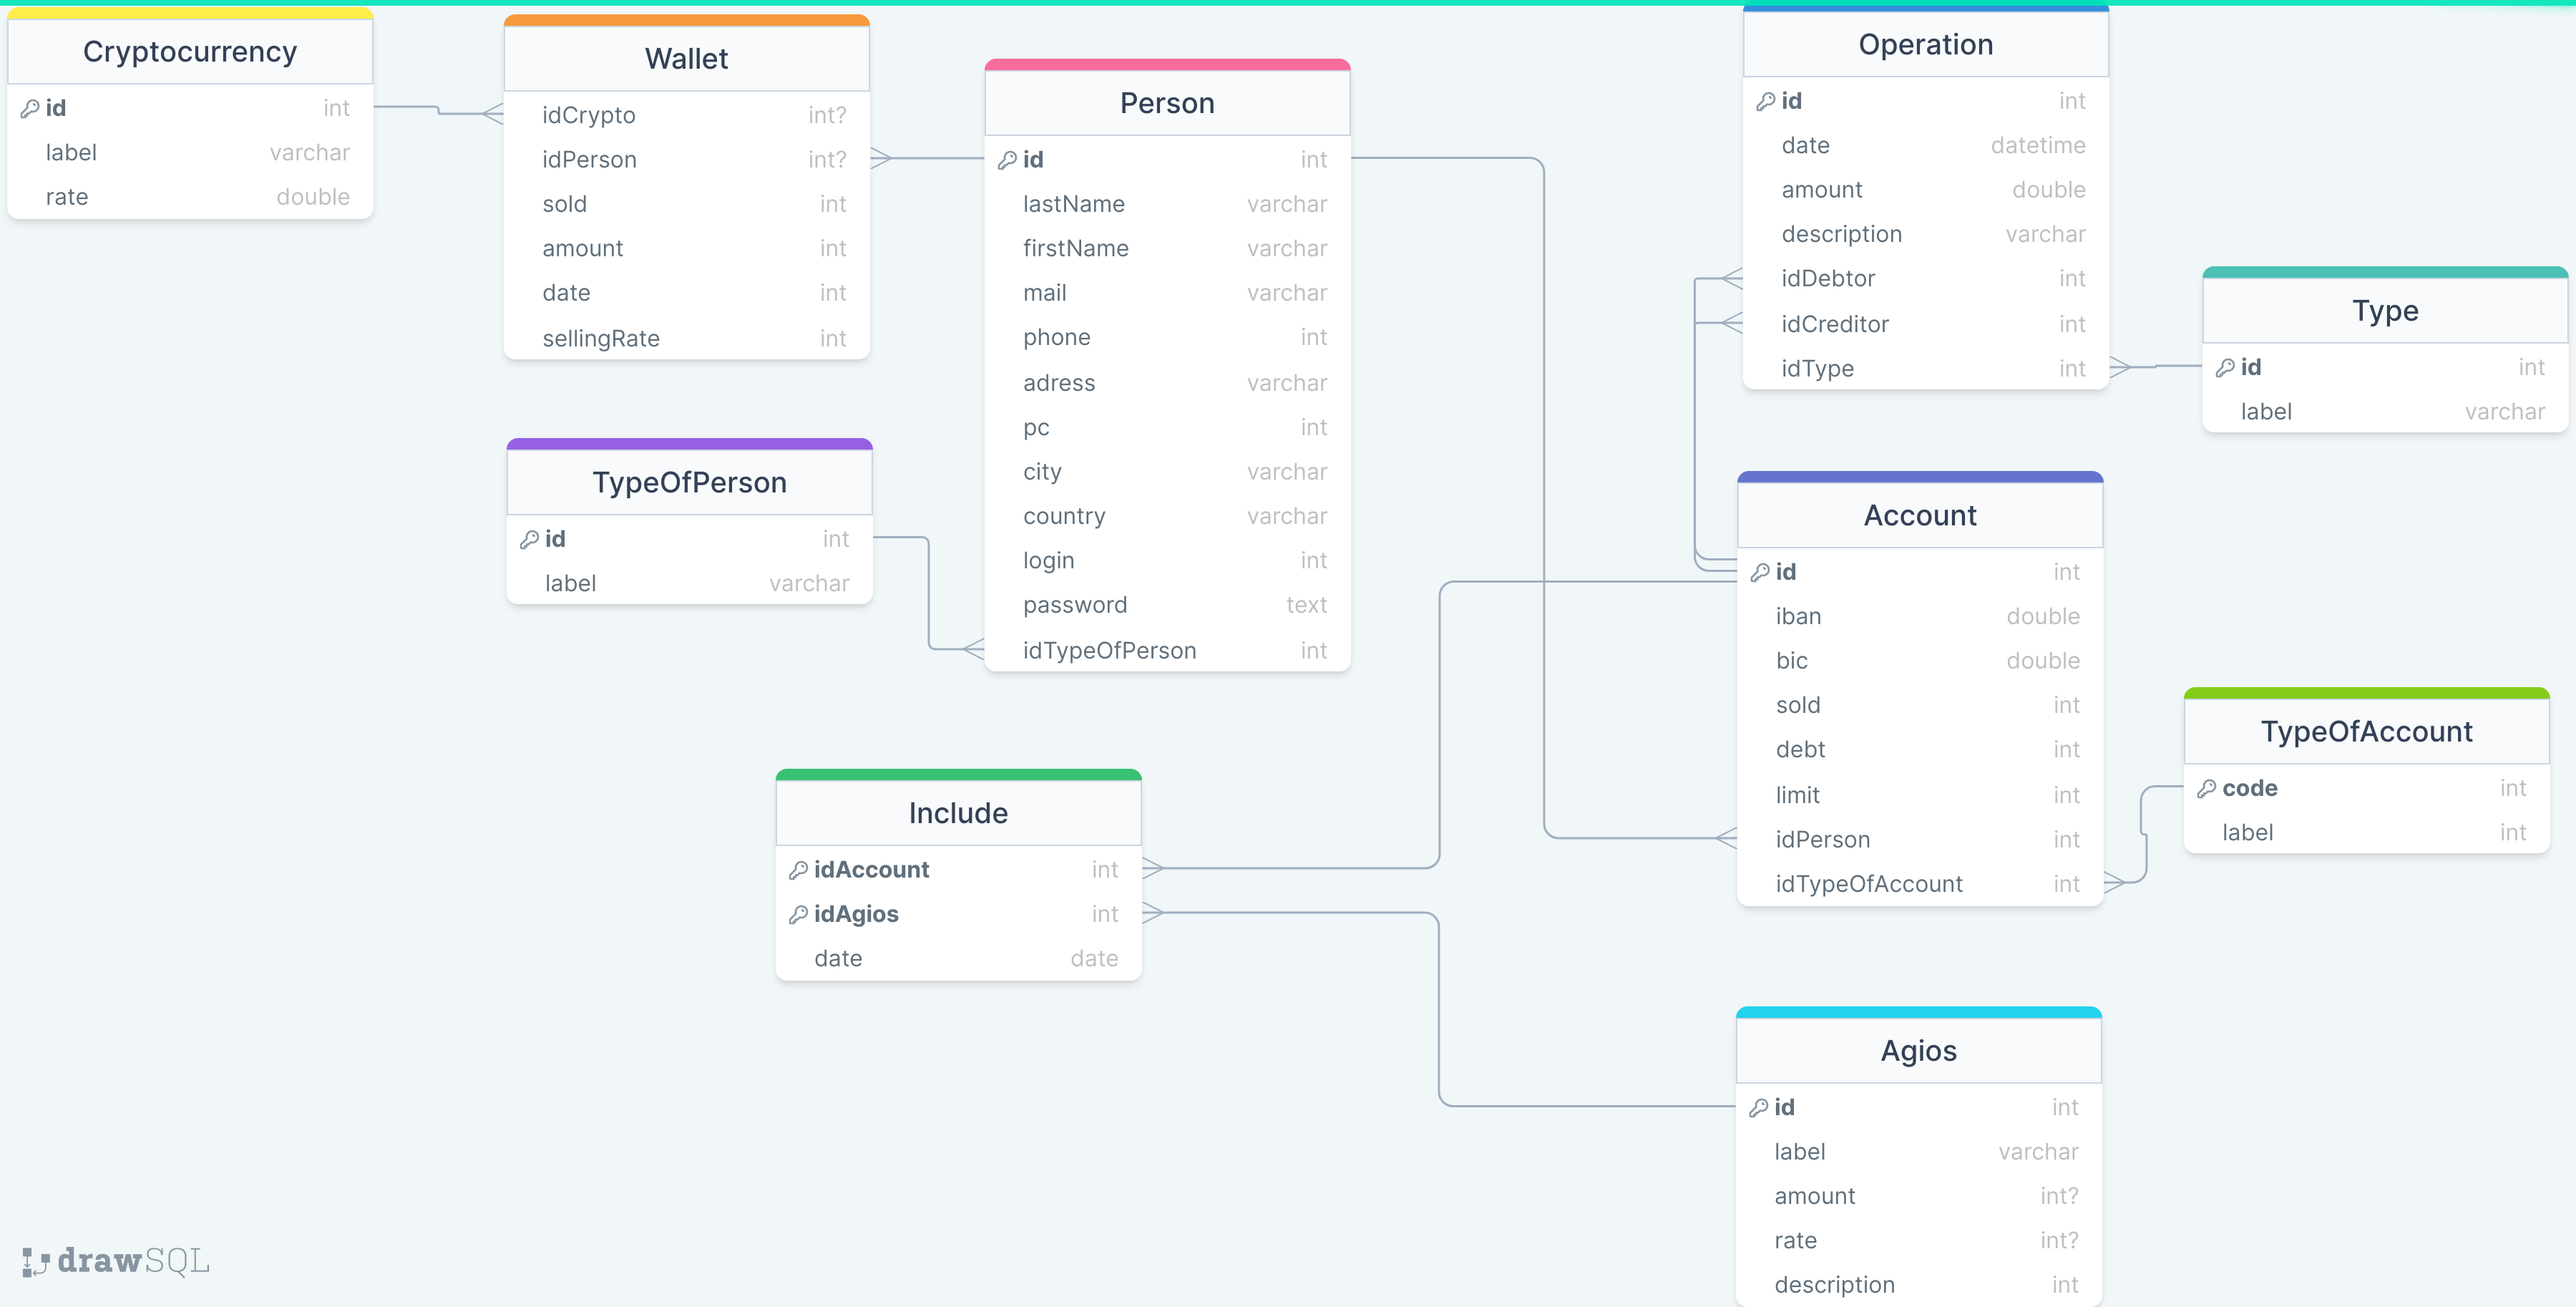 Cryptocurrency
id int
label varchar
rate double
Wallet
idCrypto int?
idPerson int?
sold int
amount int
date int
sellingRate int
Person
id int
lastName varchar
firstName varchar
mail varchar
phone int
adress varchar
pc int
city varchar
country varchar
login int
password text
idTypeOfPerson int
Operation
id int
date datetime
amount double
description varchar
idDebtor int
idCreditor int
idType int
Type
id int
label varchar
TypeOfPerson
id int
label varchar
Account
id int
iban double
bic double
sold int
debt int
limit int
idPerson int
idTypeOfAccount int
TypeOfAccount
code int
label int
Include
idAccount int
idAgios int
date date
Agios
id int
label varchar
amount int?
rate int?
description int
drawSQL